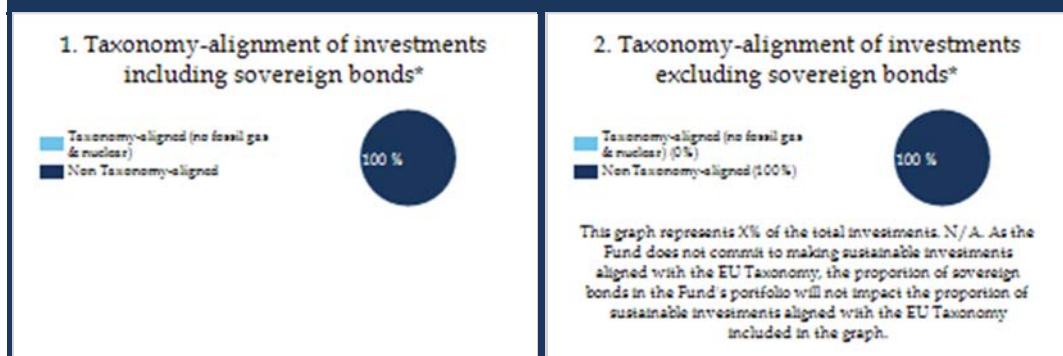 1. Taxonomy-alignment of investments
including sovereign bonds*
Taxonomy-aligned (no fossil gas
& nuclear)
Non Taxonomy-aligned
100 %
2. Taxonomy-alignment of investments
excluding sovereign bonds*
Taxonomy-aligned (no fossil gas
& nuclear) (0%)
Non Taxonomy-aligned (100%)
100 %
This graph represents X% of the total investments. N/A. As the
Fund does not commit to making sustainable investments
aligned with the EU Taxonomy, the proportion of sovereign
bonds in the Fund's portfolio will not impact the proportion of
sustainable investments aligned with the EU Taxonomy
included in the graph.